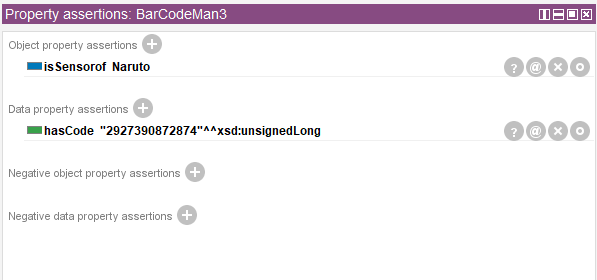 Property assertions: BarCodeMan3
Object property assertions
isSensorof Naruto
Data property assertions
hasCode "2927390872874"^^xsd:unsignedLong
Negative object property assertions
Negative data property assertions